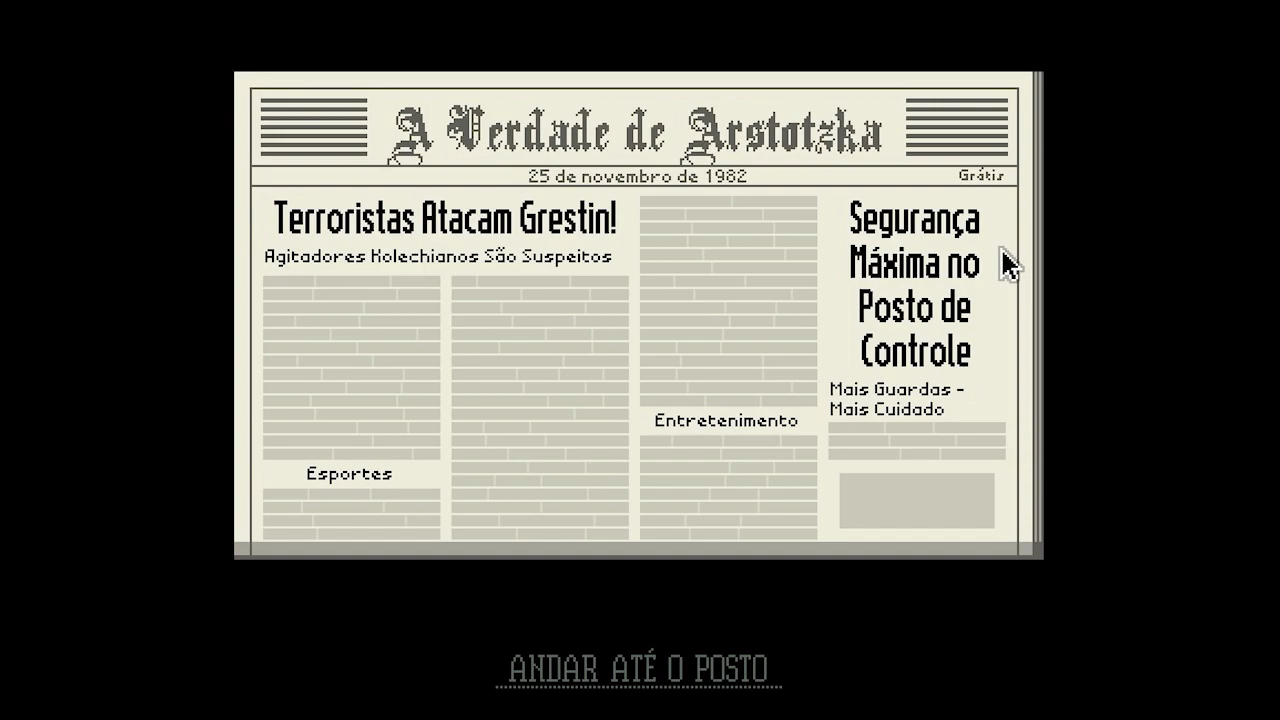 A Verdade de Arstotzka
25 de novembro de 1982
Grátis
Terroristas Atacam Grestin!
Agitadores Kolechianos São Suspeitos
Esportes
Entretenimento
Segurança
Máxima no
Posto de
Controle
Mais Guardas -
Mais Cuidado
ANDAR ATÉ O POSTO